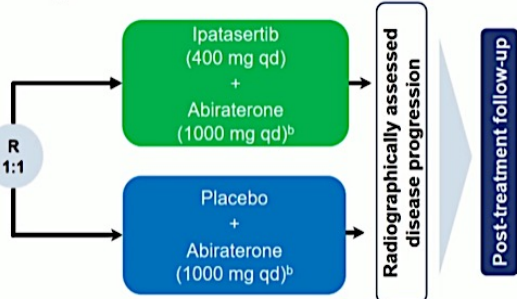 R
1:1
Ipatasertib
(400 mg qd)
+
Abiraterone
(1000 mg qd)ᵇ
Placebo
+
Abiraterone
(1000 mg qd)ᵇ
Radiographically assessed
disease progression
Post-treatment follow-up